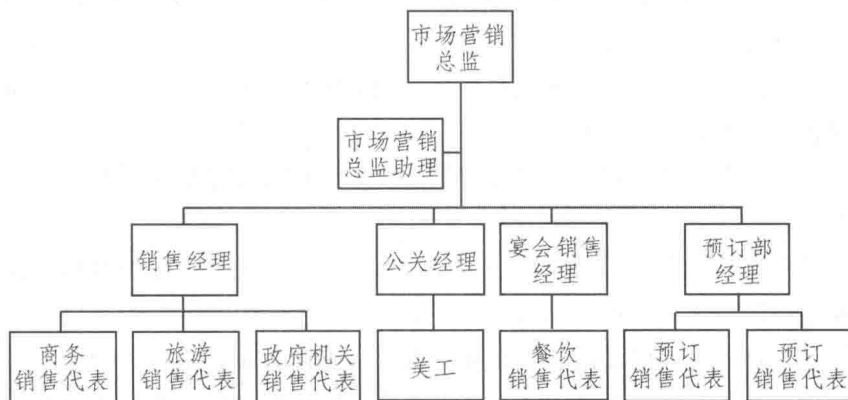 市场营销
总监
市场营销
总监助理
销售经理
公关经理
宴会销售
经理
预订部
经理
商务
销售代表
旅游
销售代表
政府机关
销售代表
美工
餐饮
销售代表
预订
销售代表
预订
销售代表